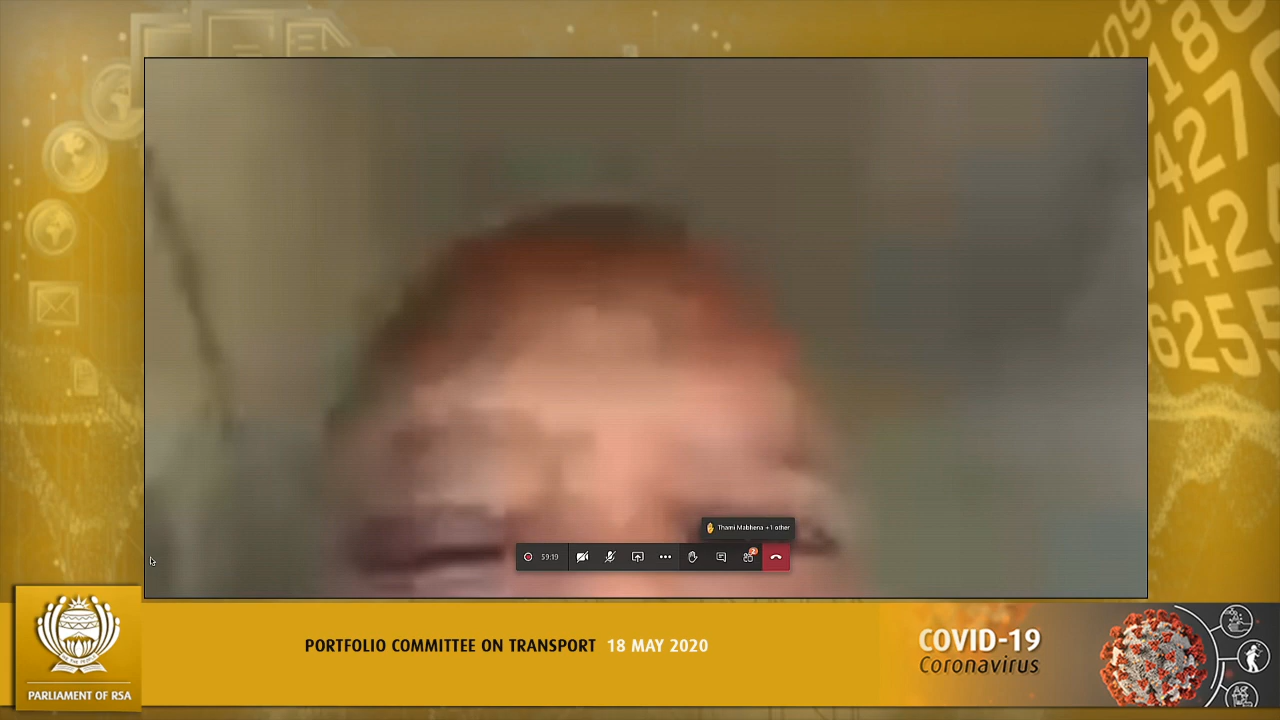 Thami Mabhena +1 other
59:19
2
PORTFOLIO COMMITTEE ON TRANSPORT 18 MAY 2020
COVID-19
Coronavirus
PARLIAMENT OF RSA